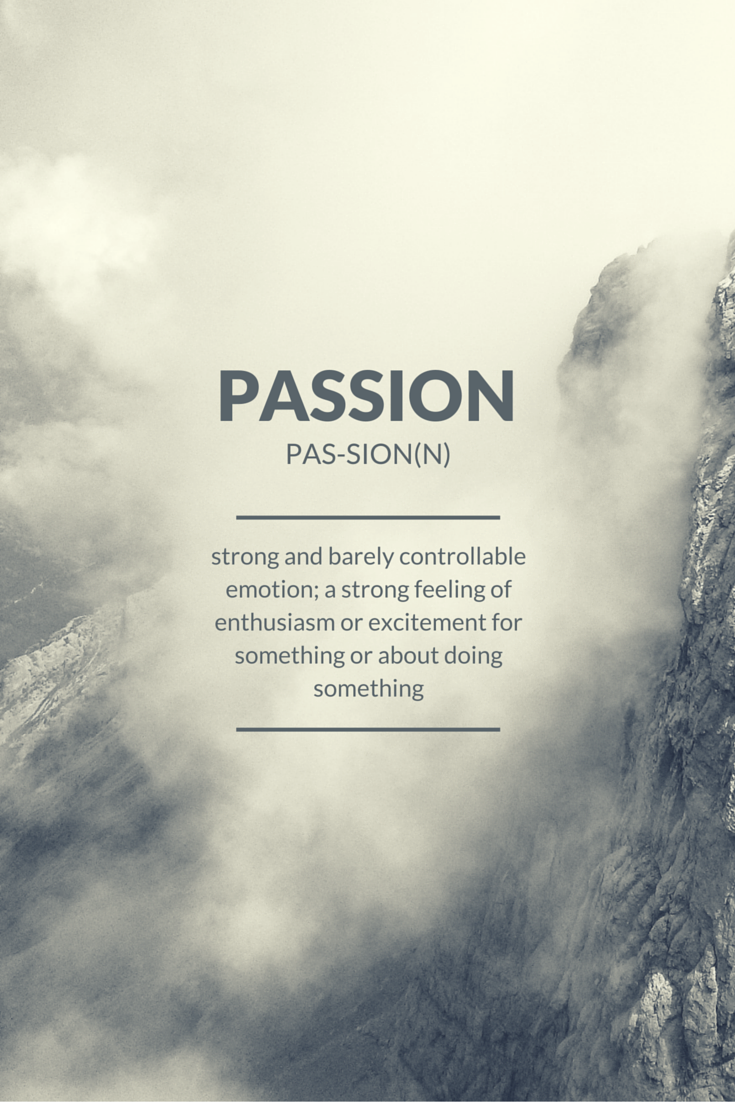 PASSION
PAS-SION(N)
strong and barely controllable
emotion; a strong feeling of
enthusiasm or excitement for
something or about doing
something